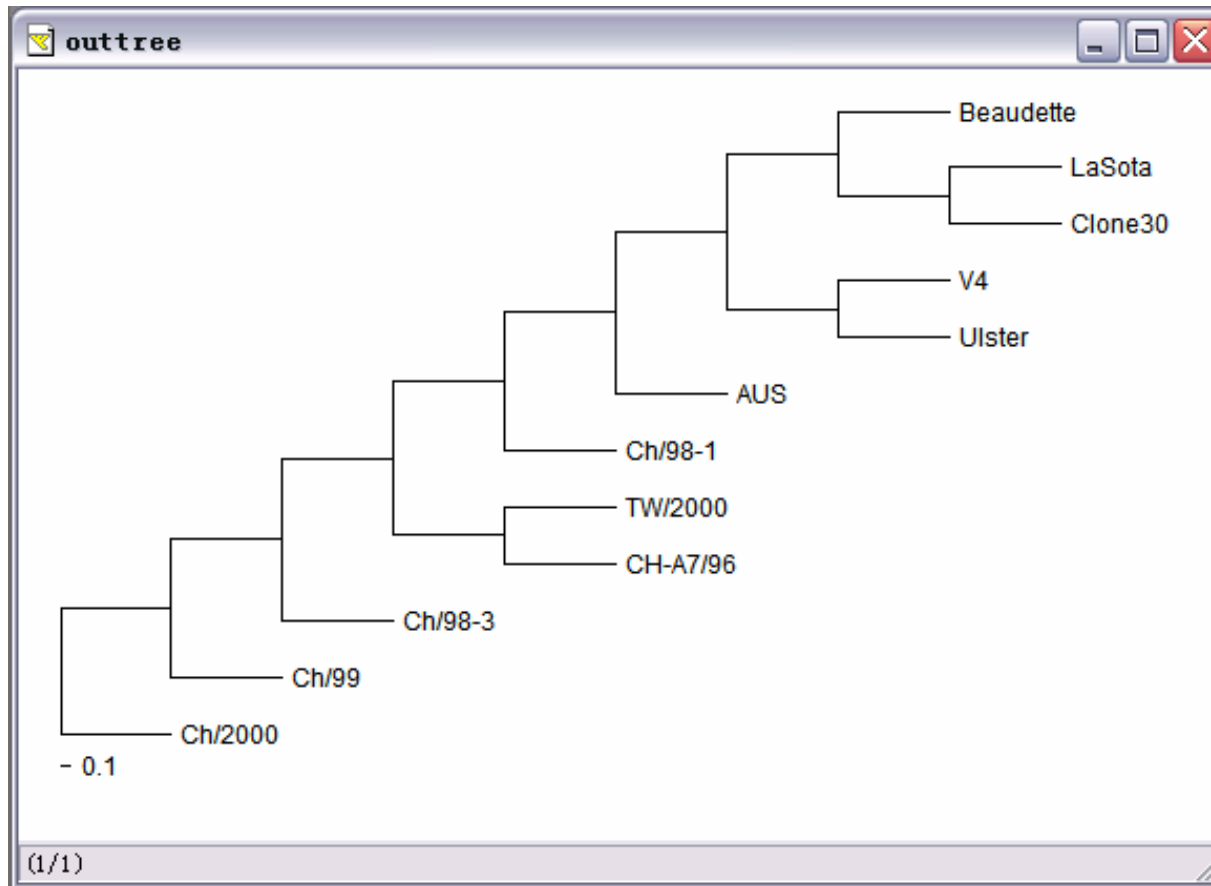 outtree
Beaudette
LaSota
Clone30
V4
Ulster
AUS
Ch/98-1
TW/2000
CH-A7/96
Ch/98-3
Ch/99
Ch/2000
0.1
(1/1)